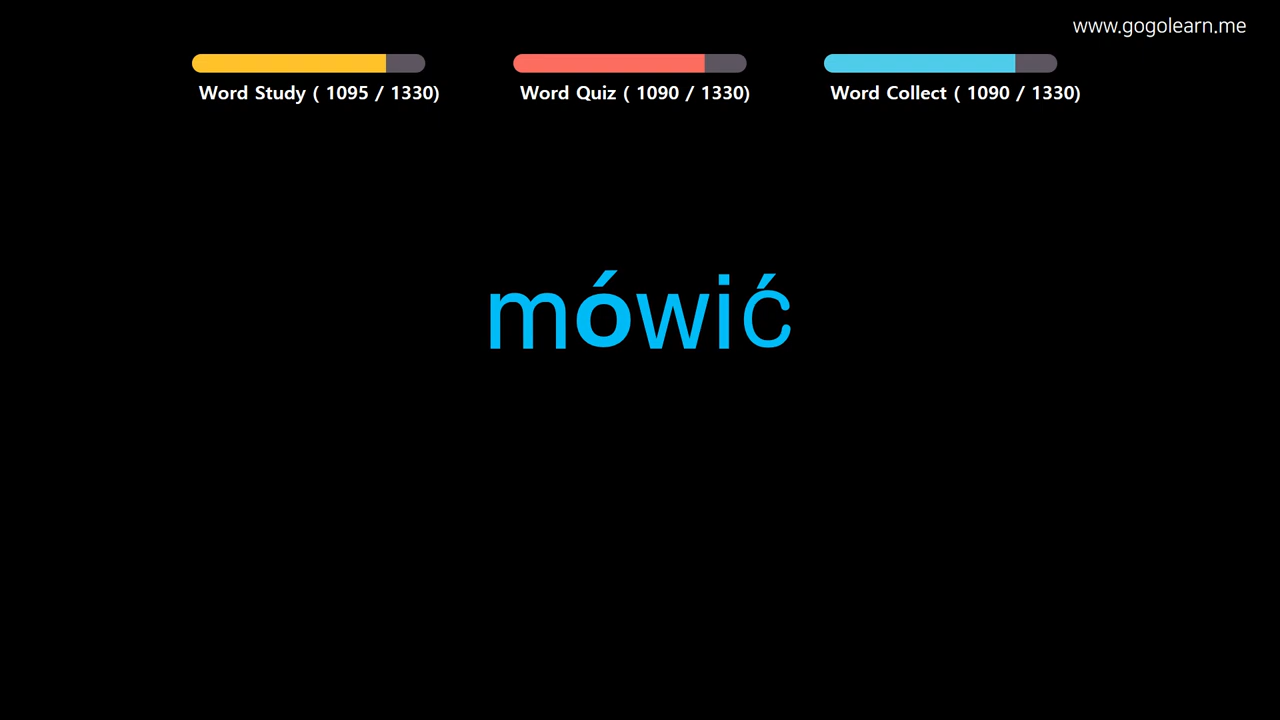 www.gogolearn.me
Word Study ( 1095 / 1330)
Word Quiz ( 1090 / 1330)
Word Collect ( 1090 / 1330)
mówić